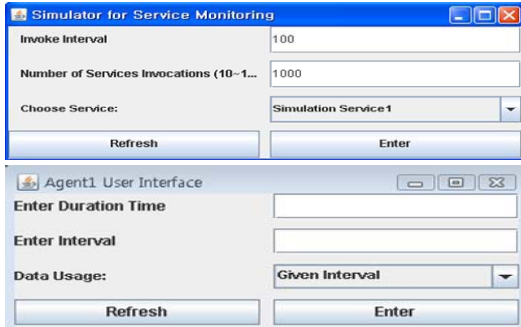 Simulator for Service Monitoring
Invoke Interval 100
Number of Services Invocations (10~1... 1000
Choose Service: Simulation Service1
Refresh Enter
Agent1 User Interface
Enter Duration Time
Enter Interval
Data Usage: Given Interval
Refresh Enter